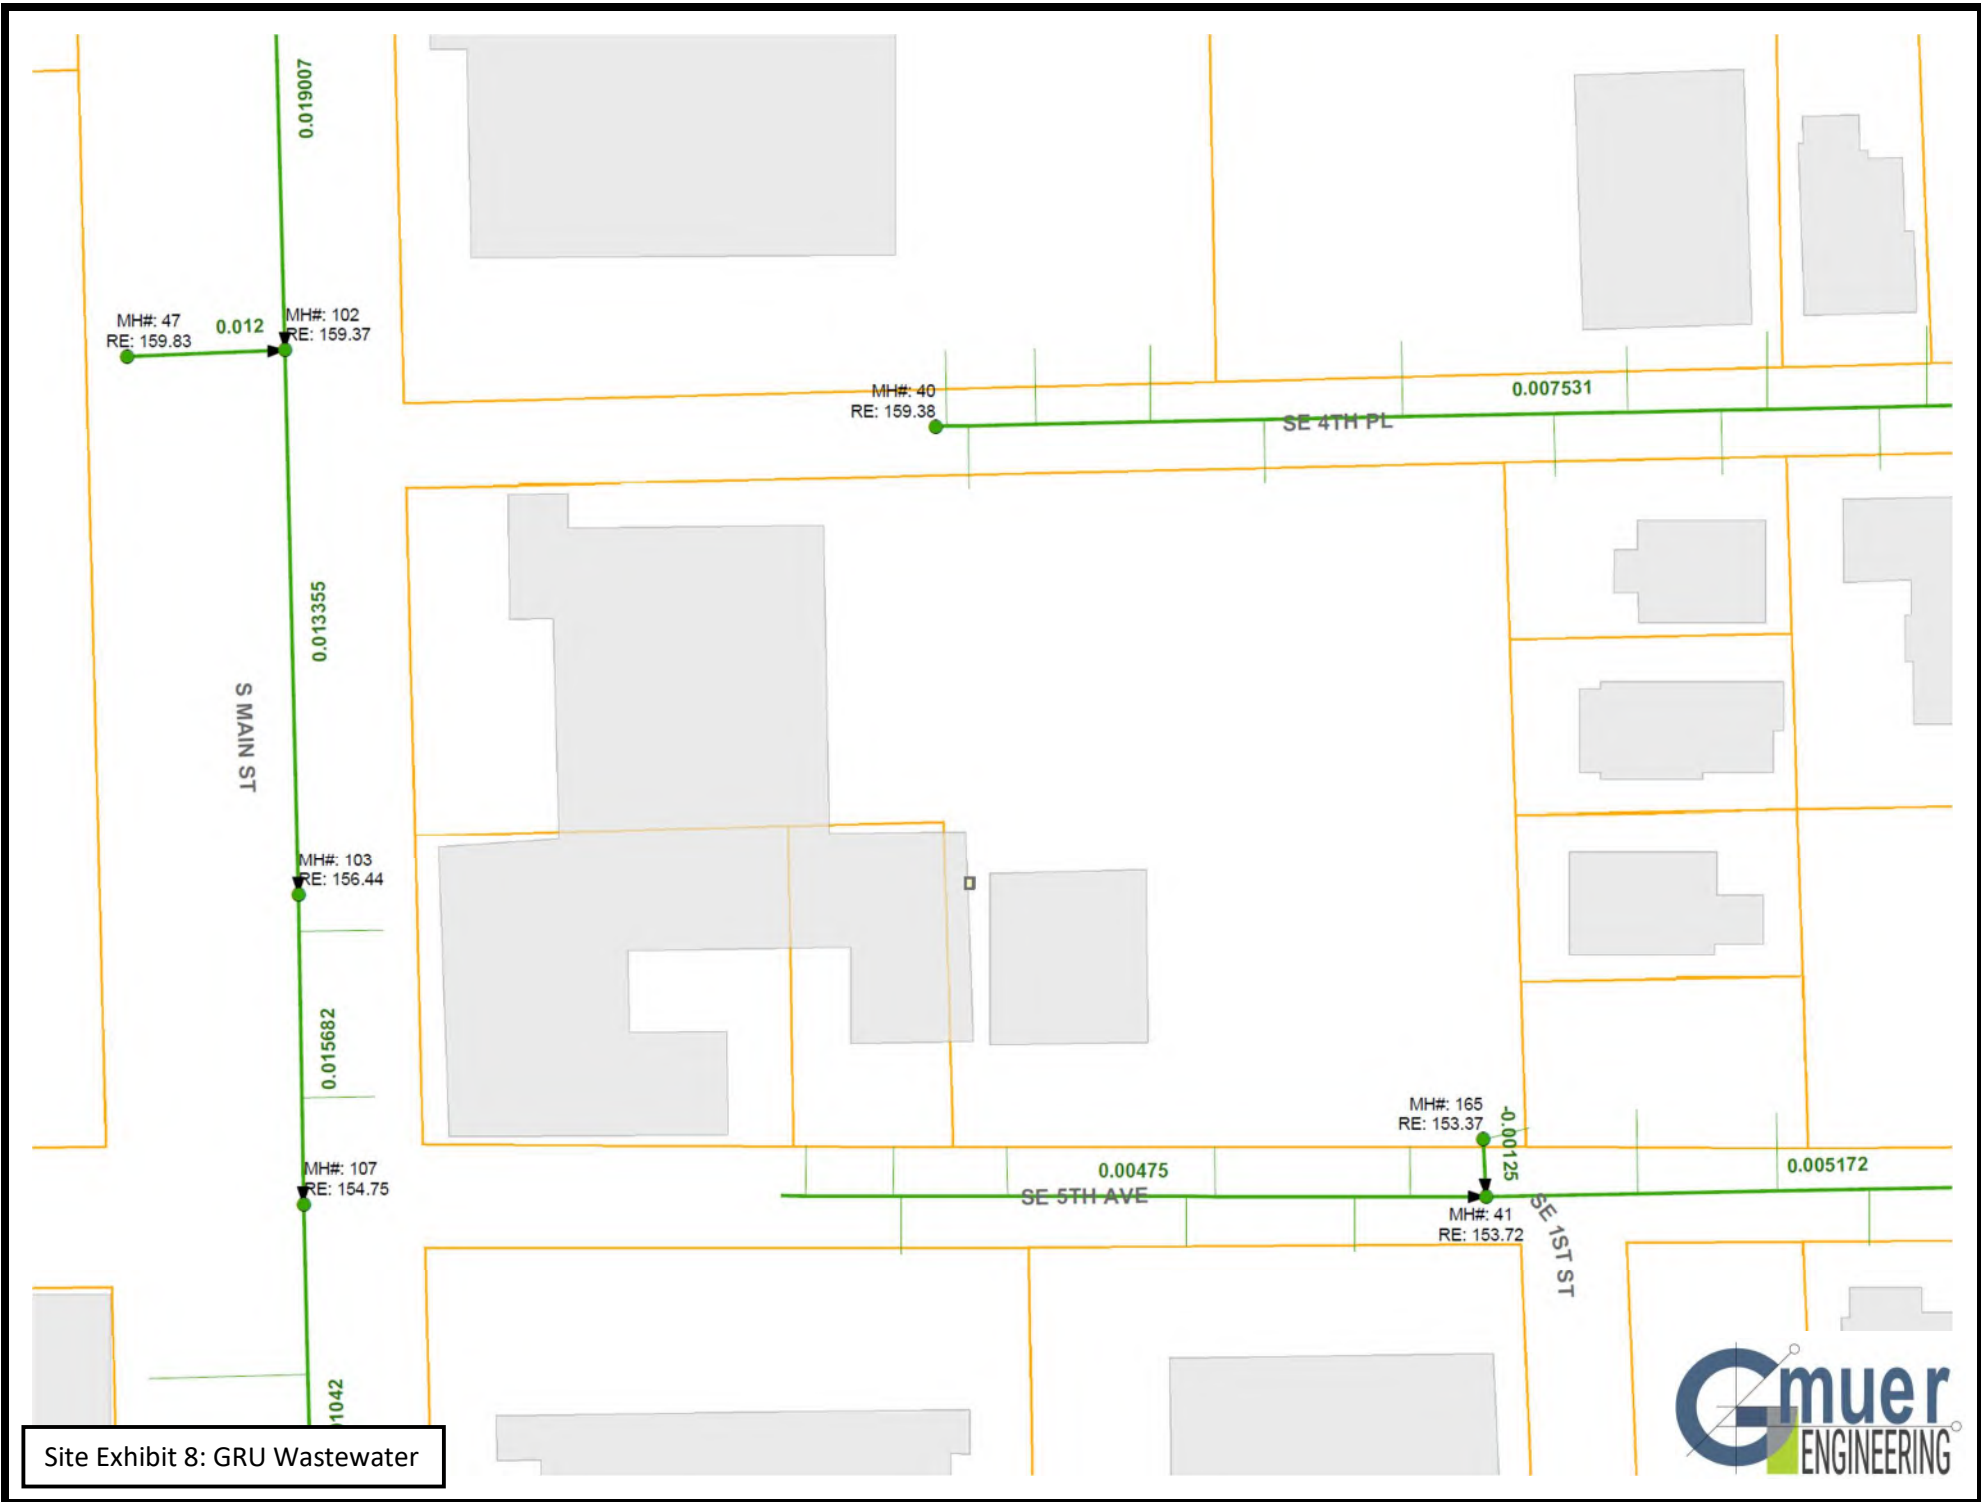 0.019007
MH#: 47
RE: 159.83
0.012
MH#: 102
RE: 159.37
MH#: 40
RE: 159.38
0.007531
SE 4TH PL
0.013355
S MAIN ST
MH#: 103
RE: 156.44
0.015682
MH#: 165
RE: 153.37
-0.00125
MH#: 107
RE: 154.75
0.00475
SE 5TH AVE
0.005172
MH#: 41
RE: 153.72
SE 1ST ST
1042
Site Exhibit 8: GRU Wastewater
Gmuer
ENGINEERING